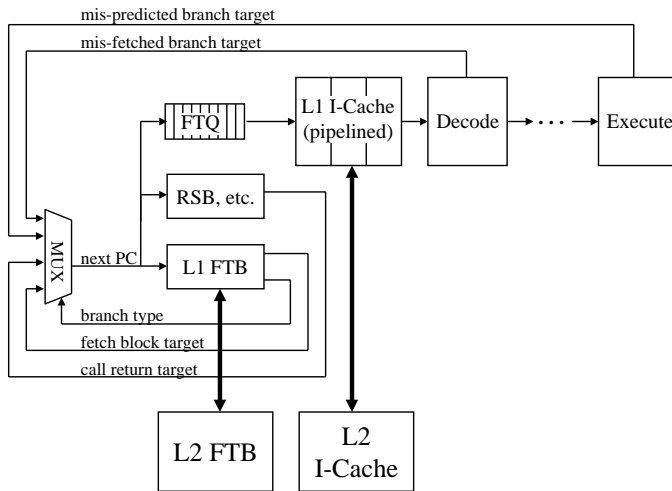 mis-predicted branch target
mis-fetched branch target
FTQ
L1 I-Cache
(pipelined)
Decode
...
Execute
RSB, etc.
MUX
next PC
L1 FTB
branch type
fetch block target
call return target
L2 FTB
L2
I-Cache